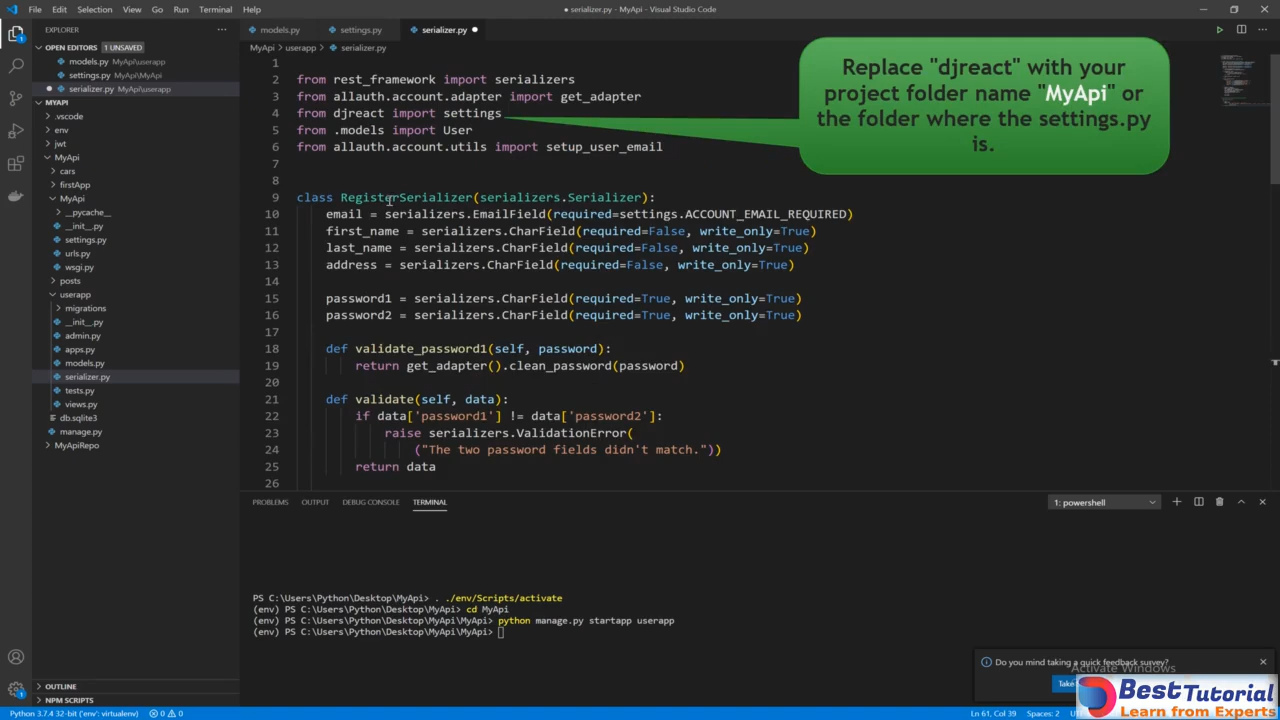 File Edit Selection View Go Run Terminal Help
● serializer.py - MyApi - Visual Studio Code
EXPLORER
OPEN EDITORS 1 UNSAVED
models.py MyApi\userapp
settings.py MyApi\MyApi
serializer.py MyApi\userapp
MYAPI
.vscode
env
jwt
MyApi
cars
firstApp
MyApi
__pycache__
__init__.py
settings.py
urls.py
wsgi.py
posts
userapp
migrations
__init__.py
admin.py
apps.py
models.py
serializer.py
tests.py
views.py
db.sqlite3
manage.py
MyApiRepo
OUTLINE
NPM SCRIPTS
models.py settings.py serializer.py ●
MyApi > userapp > serializer.py
1
2 from rest_framework import serializers
3 from allauth.account.adapter import get_adapter
4 from djreact import settings
5 from .models import User
6 from allauth.account.utils import setup_user_email
7
8
9 class RegisterSerializer(serializers.Serializer):
10 email = serializers.EmailField(required=settings.ACCOUNT_EMAIL_REQUIRED)
11 first_name = serializers.CharField(required=False, write_only=True)
12 last_name = serializers.CharField(required=False, write_only=True)
13 address = serializers.CharField(required=False, write_only=True)
14
15 password1 = serializers.CharField(required=True, write_only=True)
16 password2 = serializers.CharField(required=True, write_only=True)
17
18 def validate_password1(self, password):
19 return get_adapter().clean_password(password)
20
21 def validate(self, data):
22 if data['password1'] != data['password2']:
23 raise serializers.ValidationError(
24 ("The two password fields didn't match."))
25 return data
26
Replace "djreact" with your
project folder name "MyApi" or
the folder where the settings.py
is.
PROBLEMS OUTPUT DEBUG CONSOLE TERMINAL
1: powershell
PS C:\Users\Python\Desktop\MyApi> . ./env/Scripts/activate
(env) PS C:\Users\Python\Desktop\MyApi> cd MyApi
(env) PS C:\Users\Python\Desktop\MyApi\MyApi> python manage.py startapp userapp
(env) PS C:\Users\Python\Desktop\MyApi\MyApi>
Do you mind taking a quick feedback survey?
Activate Windows
Take
BestTutorial
Learn from Experts
Python 3.7.4 32-bit ('env': virtualenv) 0 0
Ln 61, Col 39 Spaces: 2